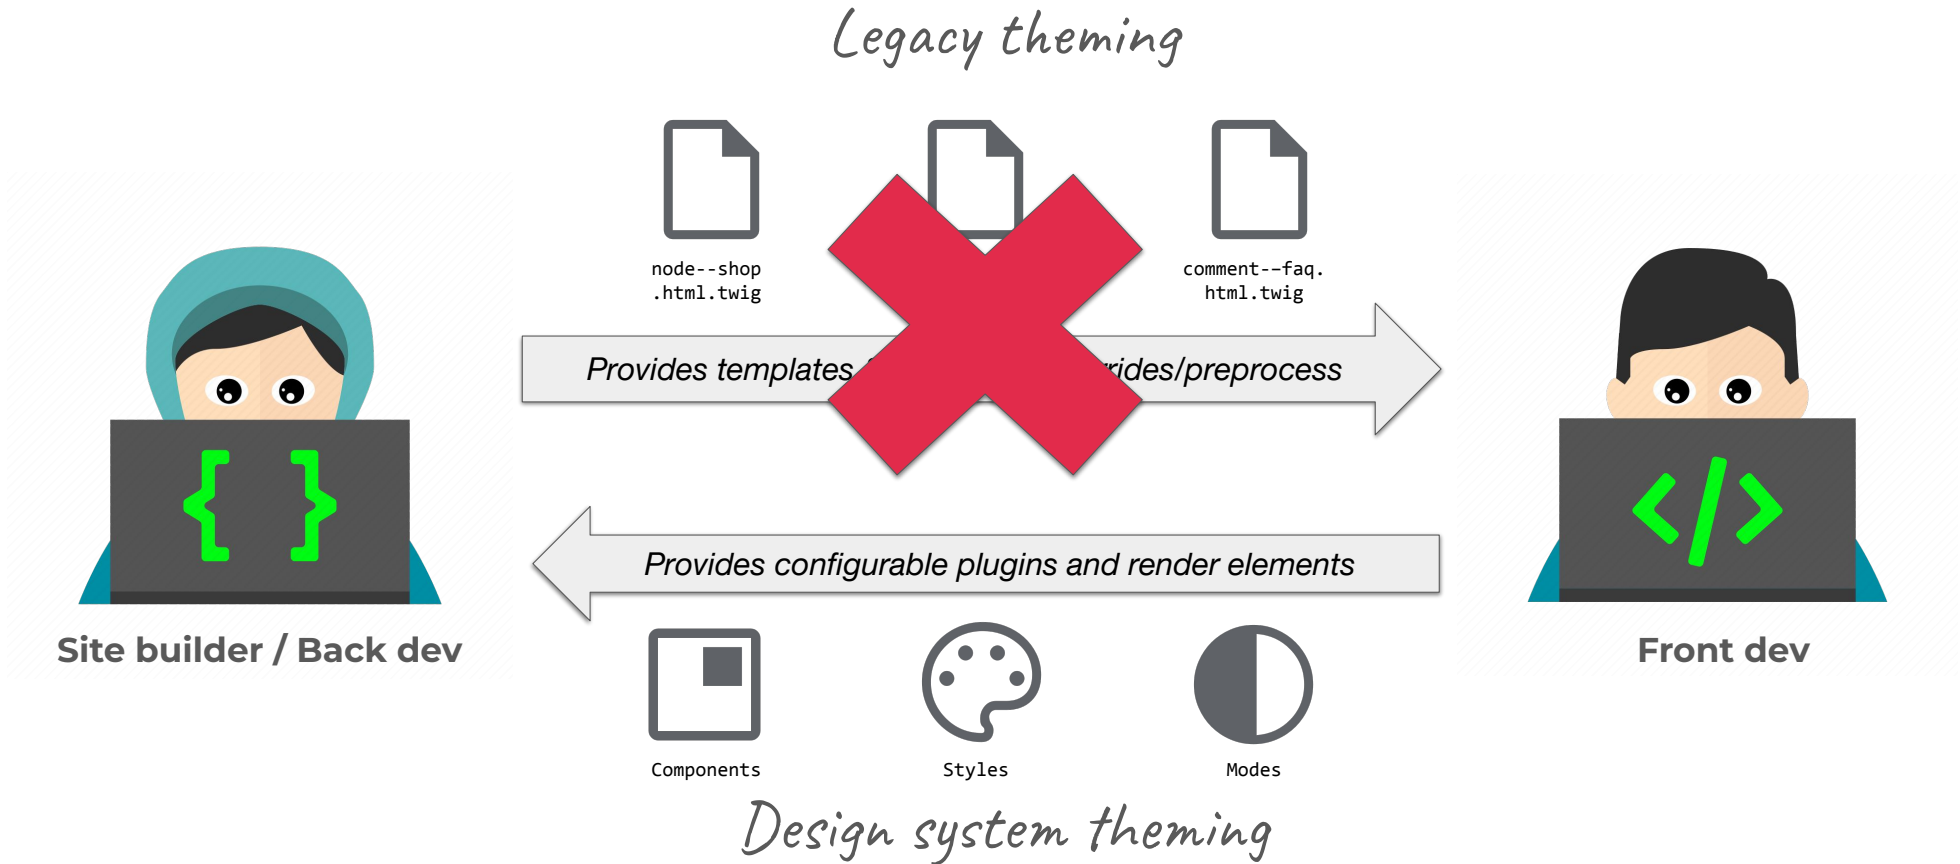 Legacy theming
node--shop
.html.twig
comment--faq.
html.twig
Provides templates /preprocess
{ }
</>
Provides configurable plugins and render elements
Site builder / Back dev
Front dev
Components
Styles
Modes
Design system theming